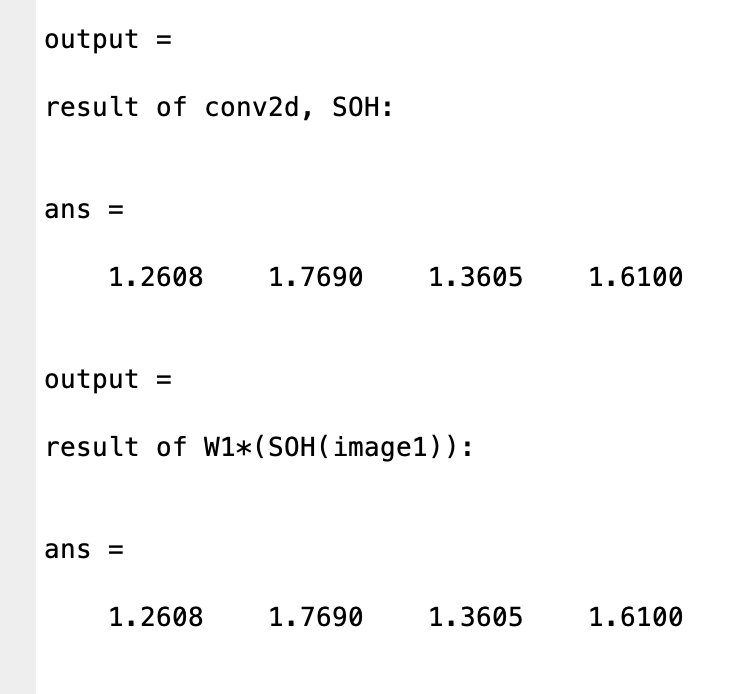 output =
result of conv2d, SOH:
ans =
1.2608    1.7690    1.3605    1.6100
output =
result of W1*(SOH(image1)):
ans =
1.2608    1.7690    1.3605    1.6100